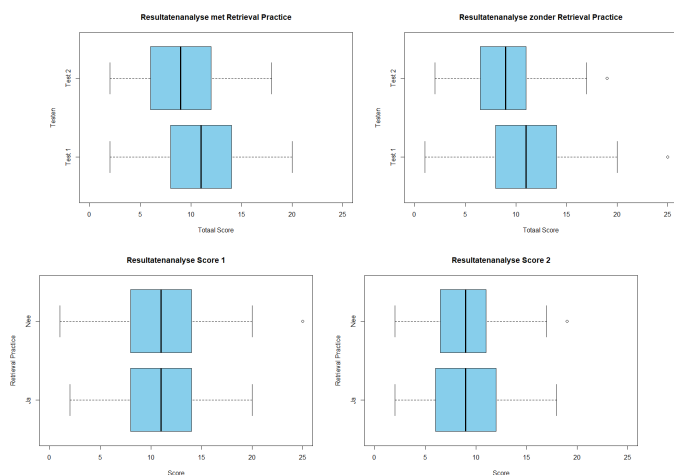 Resultatenanalyse met Retrieval Practice
Test 2
Testen
Test 1
0 5 10 15 20 25
Totaal Score
Resultatenanalyse zonder Retrieval Practice
Test 2
Testen
Test 1
0 5 10 15 20 25
Totaal Score
Resultatenanalyse Score 1
Nee
Retrieval Practice
Ja
0 5 10 15 20 25
Score
Resultatenanalyse Score 2
Nee
Retrieval Practice
Ja
0 5 10 15 20 25
Score